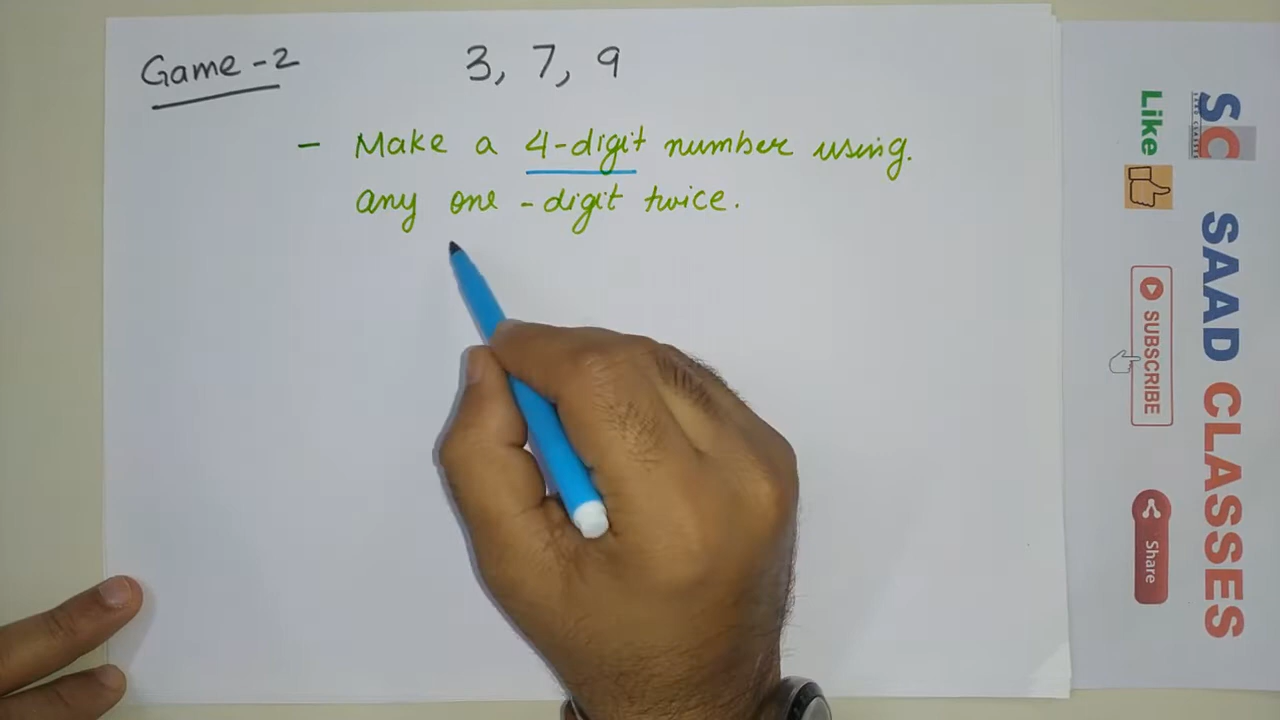 Game-2
3, 7, 9
- Make a 4-digit number using.
any one-digit twice.
Like
SUBSCRIBE
Share
SC
SAAD CLASSES